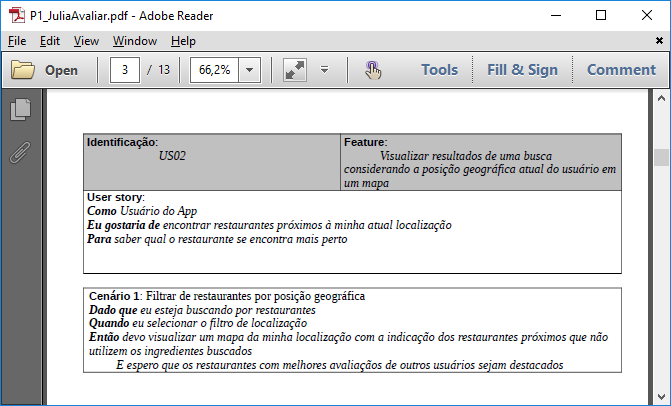 P1_JuliaAvaliar.pdf - Adobe Reader
File Edit View Window Help
Open 3 / 13 66,2% Tools Fill & Sign Comment
Identificação:
US02
Feature:
Visualizar resultados de uma busca
considerando a posição geográfica atual do usuário em
um mapa
User story:
Como Usuário do App
Eu gostaria de encontrar restaurantes próximos à minha atual localização
Para saber qual o restaurante se encontra mais perto
Cenário 1: Filtrar de restaurantes por posição geográfica
Dado que eu esteja buscando por restaurantes
Quando eu selecionar o filtro de localização
Então devo visualizar um mapa da minha localização com a indicação dos restaurantes próximos que não
utilizem os ingredientes buscados
E espero que os restaurantes com melhores avaliaçãos de outros usuários sejam destacados